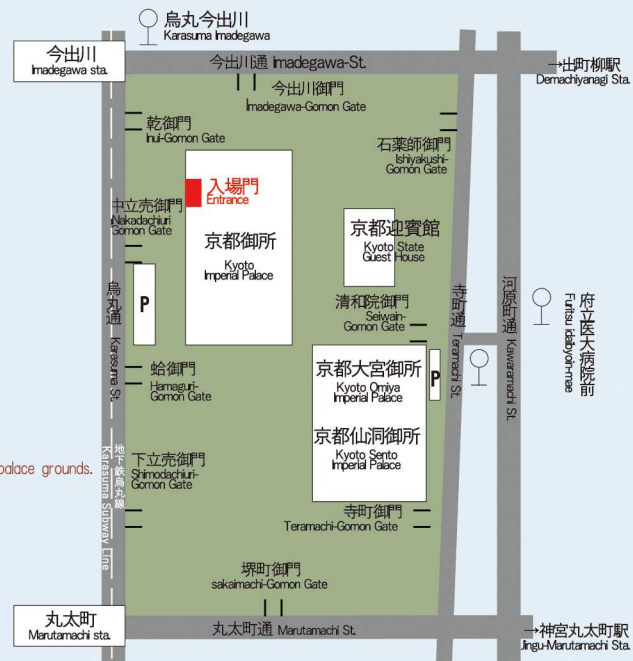 烏丸今出川
Karasuma Imadegawa
今出川
Imadegawa sta.
今出川通 Imadegawa-St.
→出町柳駅
Demachiyanagi Sta.
今出川御門
Imadegawa-Gomon Gate
乾御門
Inui-Gomon Gate
石薬師御門
Ishiyakushi-
Gomon Gate
入場門
Entrance
中立売御門
Nakadachiuri
Gomon Gate
京都御所
Kyoto
Imperial Palace
京都迎賓館
Kyoto State
Guest House
烏丸通 Karasuma St.
P
清和院御門
Seiwain-
Gomon Gate
寺町通 Teramachi St.
河原町通 Kawaramachi St.
府立医大病院前
Furitsu idaibyoin-mae
蛤御門
Hamaguri-
Gomon Gate
京都大宮御所
Kyoto Omiya
Imperial Palace
P
京都仙洞御所
Kyoto Sento
Imperial Palace
palace grounds.
地下鉄烏丸線
Karasuma Subway Line
下立売御門
Shimodachiuri-
Gomon Gate
寺町御門
Teramachi-Gomon Gate
堺町御門
sakaimachi-Gomon Gate
丸太町
Marutamachi sta.
丸太町通 Marutamachi St.
→神宮丸太町駅
Jingu-Marutamachi Sta.